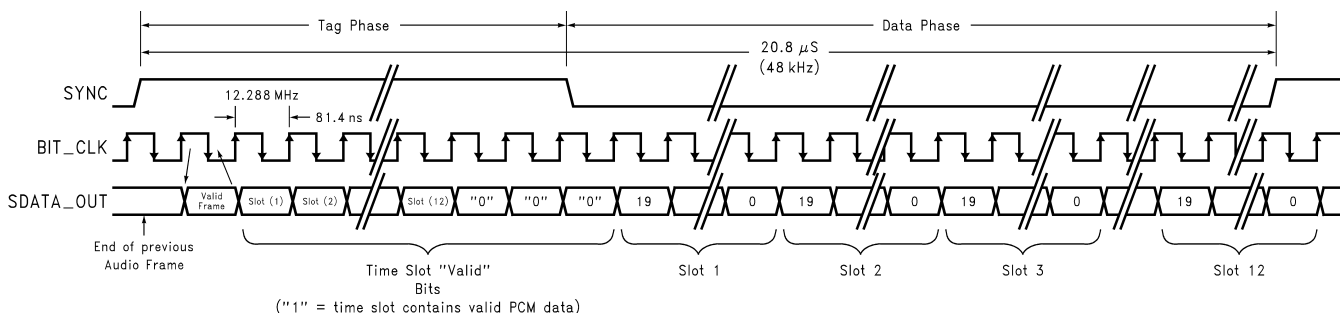 Tag Phase
Data Phase
20.8 μS
(48 kHz)
SYNC
12.288 MHz
81.4 ns
BIT_CLK
SDATA_OUT
Valid
Frame
Slot (1)
Slot (2)
Slot (12)
"0"
"0"
"0"
19
0
19
0
19
0
19
0
End of previous
Audio Frame
Time Slot "Valid"
Bits
("1" = time slot contains valid PCM data)
Slot 1
Slot 2
Slot 3
Slot 12